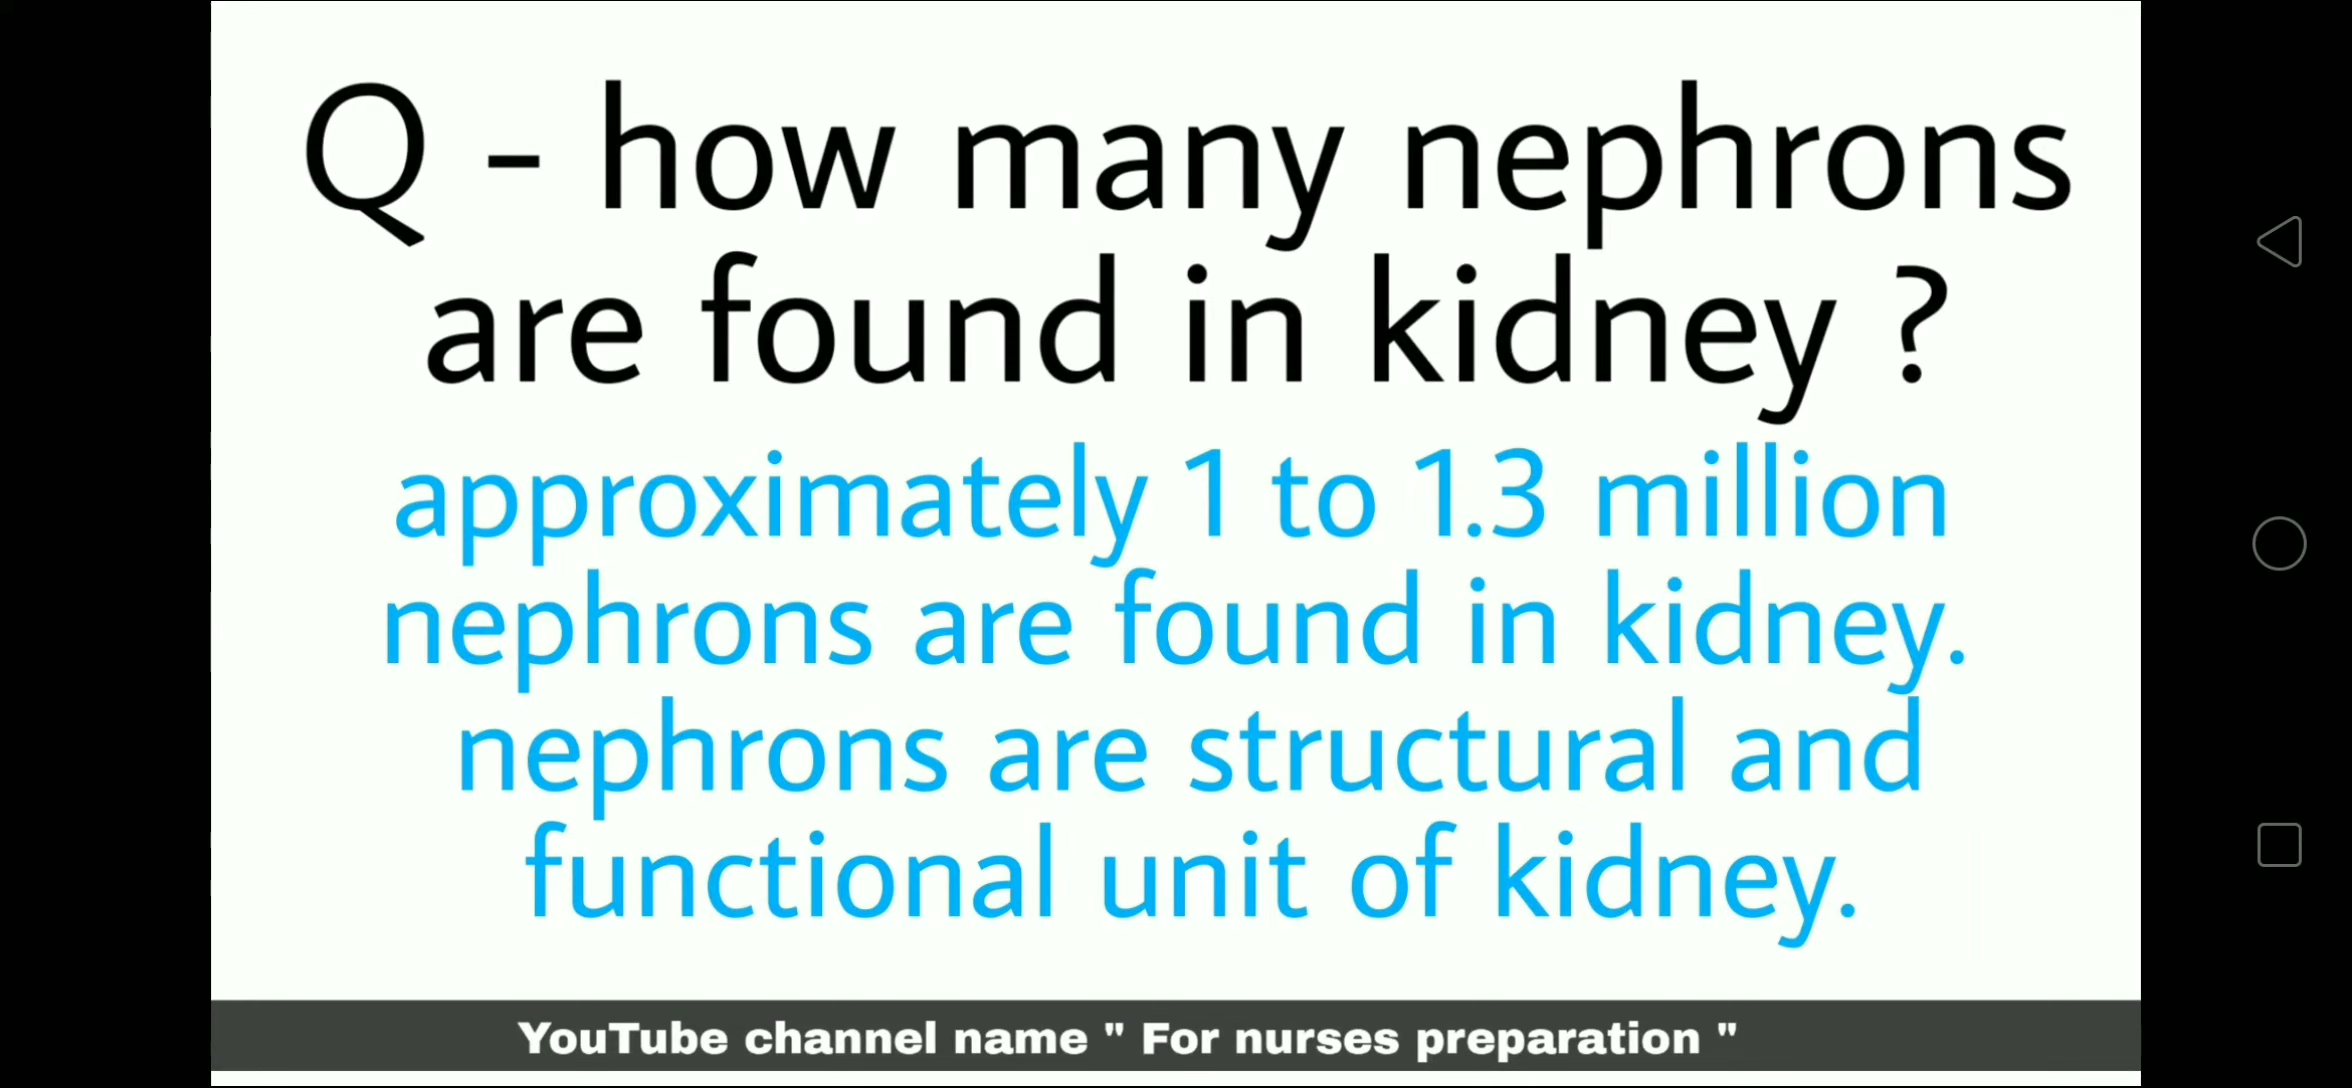 Q - how many nephrons
are found in kidney ?
approximately 1 to 1.3 million
nephrons are found in kidney.
nephrons are structural and
functional unit of kidney.
YouTube channel name " For nurses preparation "